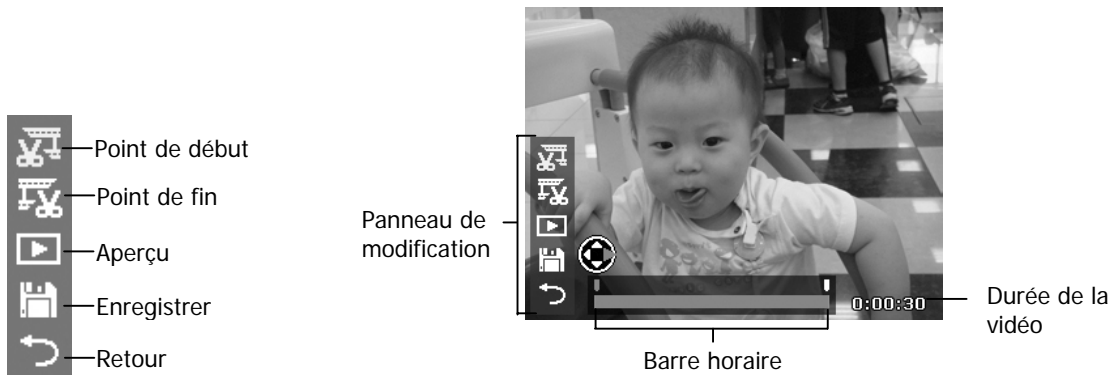 Point de début
Point de fin
Aperçu
Enregistrer
Retour
Panneau de
modification
0:00:30
Durée de la
vidéo
Barre horaire